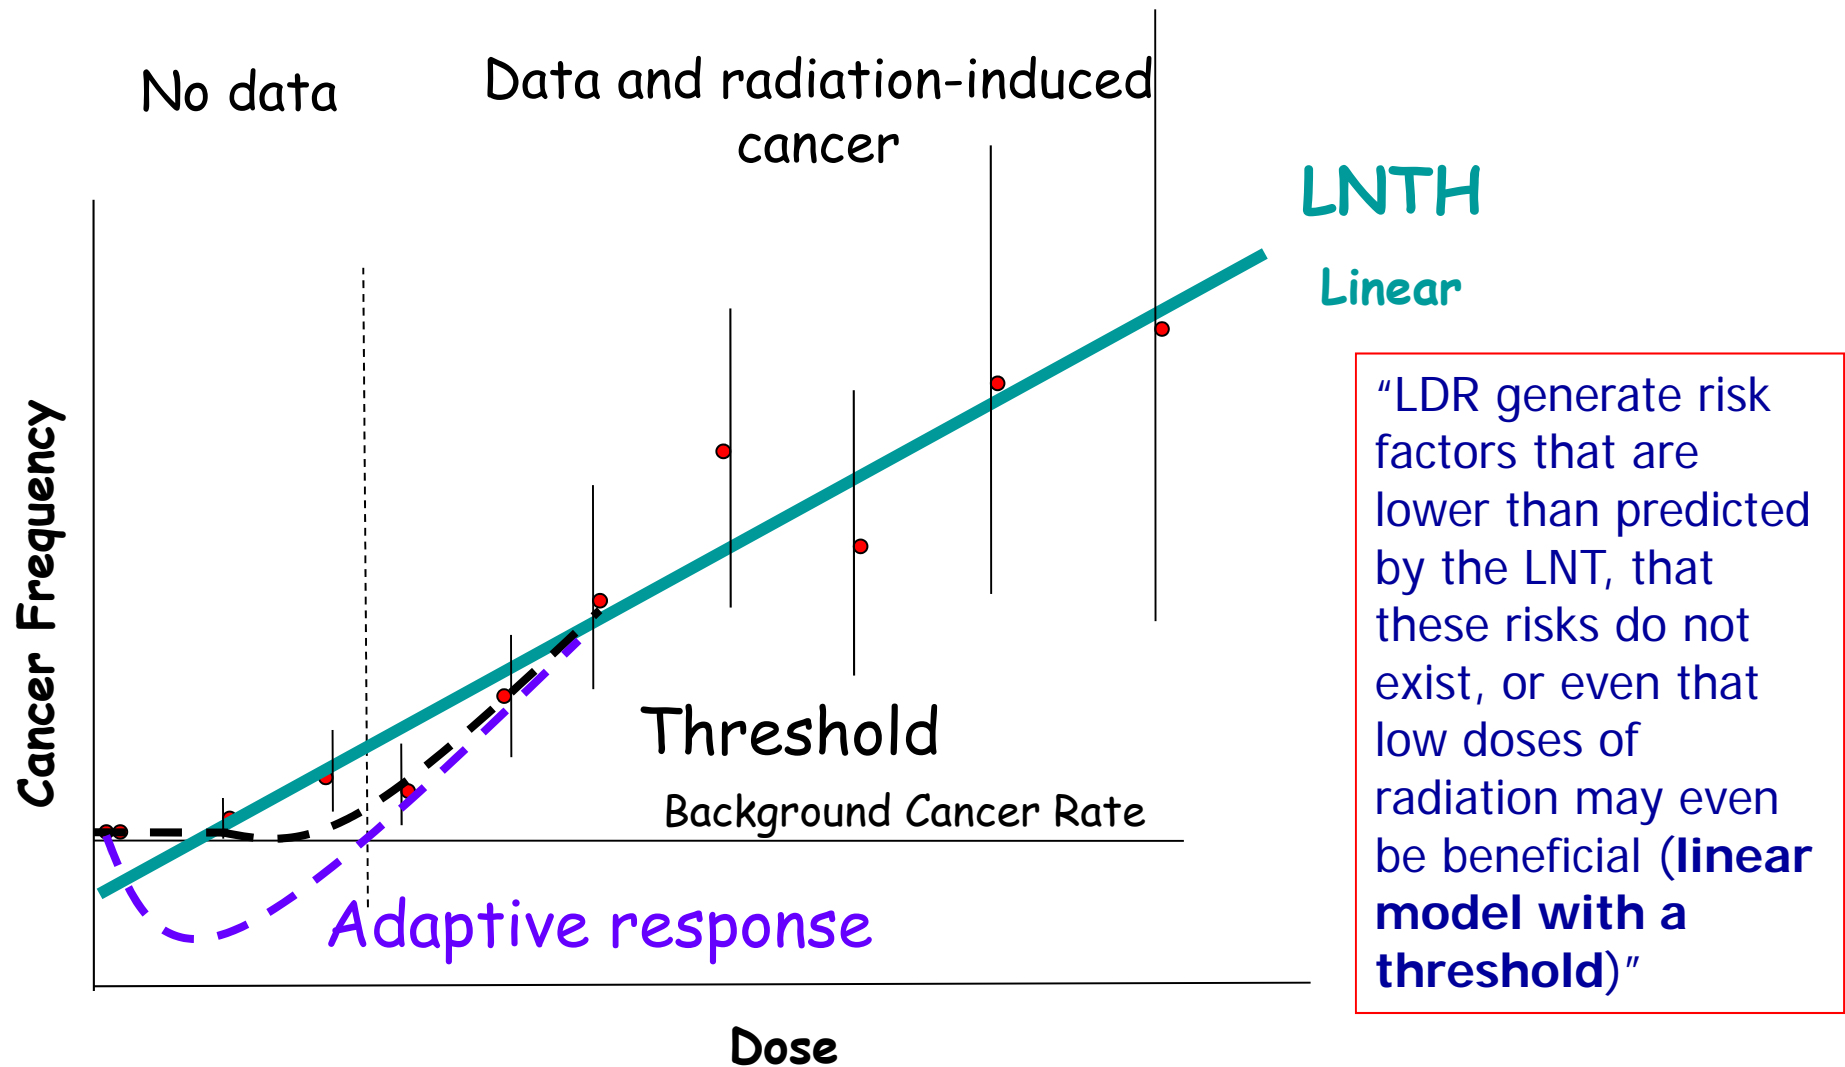 No data
Data and radiation-induced
cancer
LNTH
Linear
Cancer Frequency
Threshold
Background Cancer Rate
Adaptive response
Dose
“LDR generate risk
factors that are
lower than predicted
by the LNT, that
these risks do not
exist, or even that
low doses of
radiation may even
be beneficial (linear
model with a
threshold)”